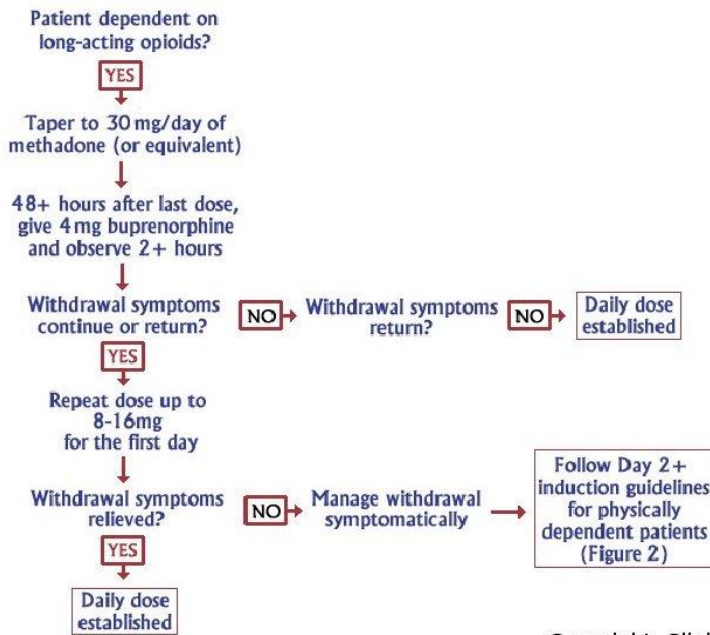 Patient dependent on
long-acting opioids?
YES
Taper to 30 mg/day of
methadone (or equivalent)
48+ hours after last dose,
give 4 mg buprenorphine
and observe 2+ hours
Withdrawal symptoms
continue or return?
NO
Withdrawal symptoms
return?
NO
Daily dose
established
YES
Repeat dose up to
8-16mg
for the first day
Withdrawal symptoms
relieved?
NO
Manage withdrawal
symptomatically
Follow Day 2+
induction guidelines
for physically
dependent patients
(Figure 2)
YES
Daily dose
established